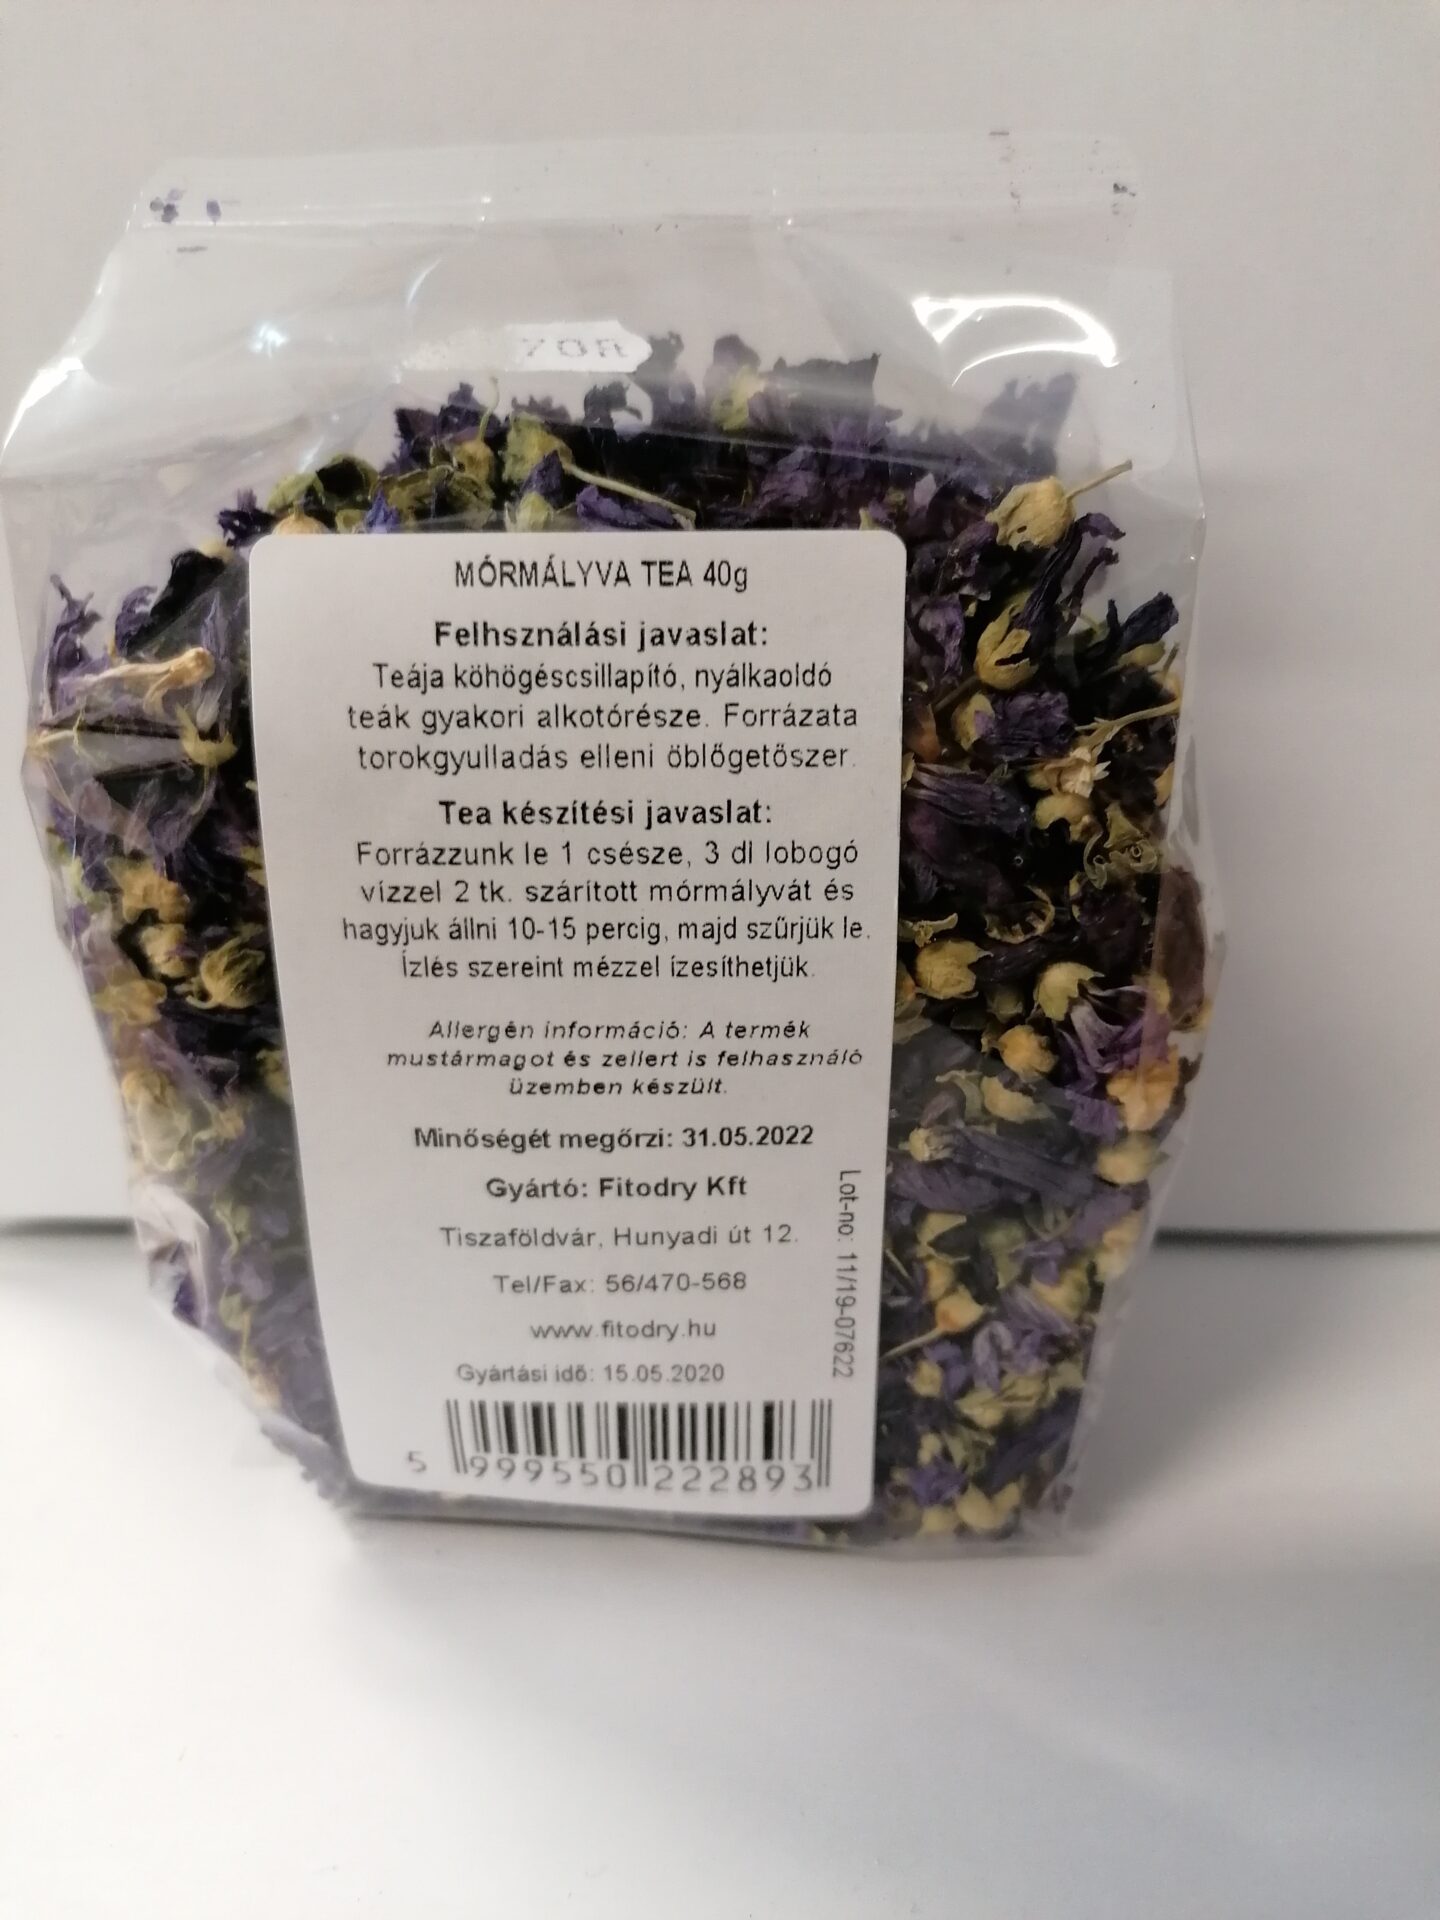 MÓRMÁLYVA TEA 40g
Felhsználási javaslat:
Teája köhögéscsillapító, nyálkaoldó
teák gyakori alkotórésze. Forrázata
torokgyulladás elleni öblögetőszer.
Tea készítési javaslat:
Forrázzunk le 1 csésze, 3 dl lobogó
vízzel 2 tk. szárított mórmályvát és
hagyjuk állni 10-15 percig, majd szűrjük le.
Ízlés szereint mézzel ízesíthetjük.
Allergén információ: A termék
mustármagot és zellert is felhasználó
üzemben készült.
Minőségét megőrzi: 31.05.2022
Gyártó: Fitodry Kft
Tiszaföldvár, Hunyadi út 12.
Tel/Fax: 56/470-568
www.fitodry.hu
Gyártási idő: 15.05.2020
Lot-no: 11/19-07622
5 999550 222893